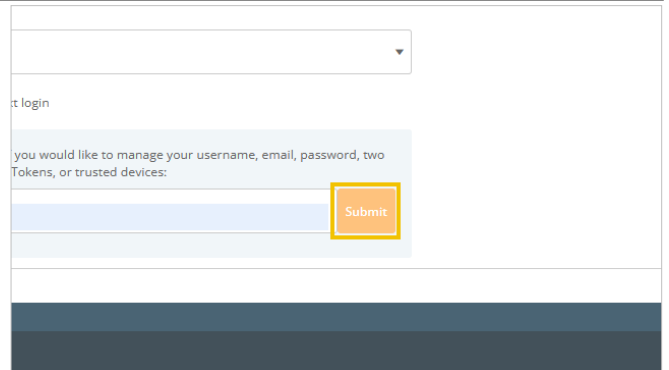 t login
you would like to manage your username, email, password, two
Tokens, or trusted devices:
Submit